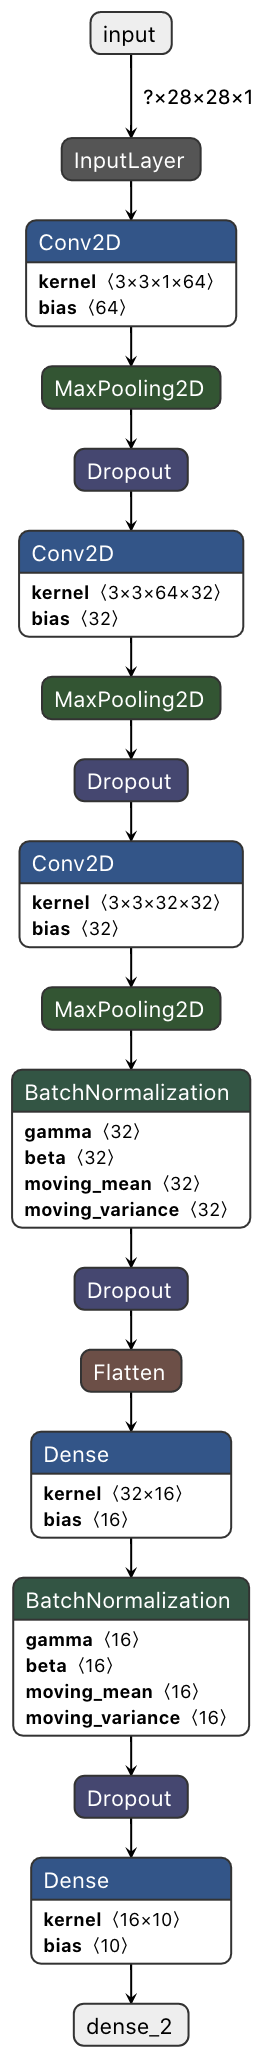 input
?×28×28×1
InputLayer
Conv2D
kernel ⟨3×3×1×64⟩
bias ⟨64⟩
MaxPooling2D
Dropout
Conv2D
kernel ⟨3×3×64×32⟩
bias ⟨32⟩
MaxPooling2D
Dropout
Conv2D
kernel ⟨3×3×32×32⟩
bias ⟨32⟩
MaxPooling2D
BatchNormalization
gamma ⟨32⟩
beta ⟨32⟩
moving_mean ⟨32⟩
moving_variance ⟨32⟩
Dropout
Flatten
Dense
kernel ⟨32×16⟩
bias ⟨16⟩
BatchNormalization
gamma ⟨16⟩
beta ⟨16⟩
moving_mean ⟨16⟩
moving_variance ⟨16⟩
Dropout
Dense
kernel ⟨16×10⟩
bias ⟨10⟩
dense_2